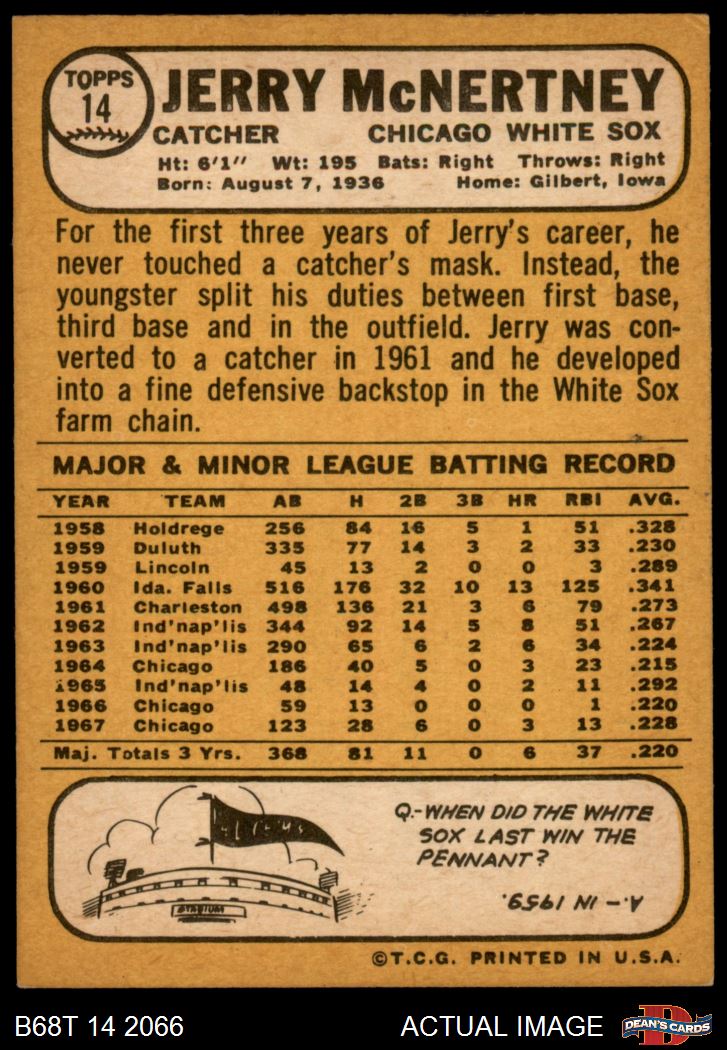 TOPPS
14
JERRY McNERTNEY
CATCHER CHICAGO WHITE SOX
Ht: 6'1" Wt: 195 Bats: Right Throws: Right
Born: August 7, 1936 Home: Gilbert, Iowa
For the first three years of Jerry's career, he
never touched a catcher's mask. Instead, the
youngster split his duties between first base,
third base and in the outfield. Jerry was con-
verted to a catcher in 1961 and he developed
into a fine defensive backstop in the White Sox
farm chain.
MAJOR & MINOR LEAGUE BATTING RECORD
YEAR TEAM AB H 2B 3B HR RBI AVG.
1958 Holdrege 256 84 16 5 1 51 .328
1959 Duluth 335 77 14 3 2 33 .230
1959 Lincoln 45 13 2 0 0 3 .289
1960 Ida. Falls 516 176 32 10 13 125 .341
1961 Charleston 498 136 21 3 6 79 .273
1962 Ind'nap'lis 344 92 14 5 8 51 .267
1963 Ind'nap'lis 290 65 6 2 6 34 .224
1964 Chicago 186 40 5 0 3 23 .215
1965 Ind'nap'lis 48 14 4 0 2 11 .292
1966 Chicago 59 13 0 0 0 1 .220
1967 Chicago 123 28 6 0 3 13 .228
Maj. Totals 3 Yrs. 368 81 11 0 6 37 .220
Q.-WHEN DID THE WHITE
SOX LAST WIN THE
PENNANT?
A.-IN 1959.
STADIUM
©T.C.G. PRINTED IN U.S.A.
B68T 14 2066 ACTUAL IMAGE
DEAN'S CARDS